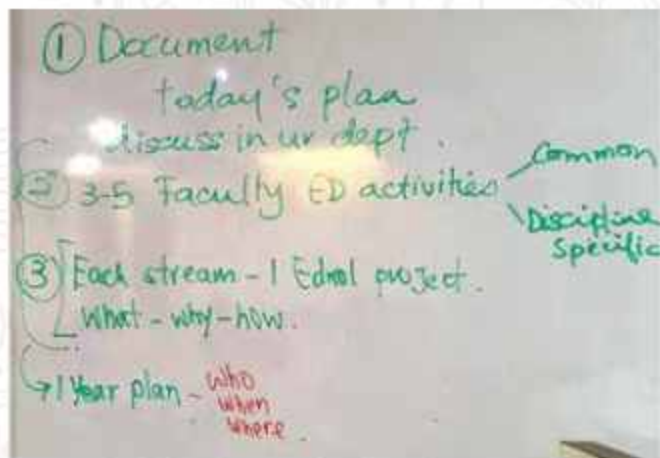 ① Document
today's plan
discuss in ur dept.
② 3-5 Faculty ED activities
Common
Discipline
Specific
③ Each stream - 1 Ednal project.
What - why - how.
→ 1 Year plan - who
when
where.